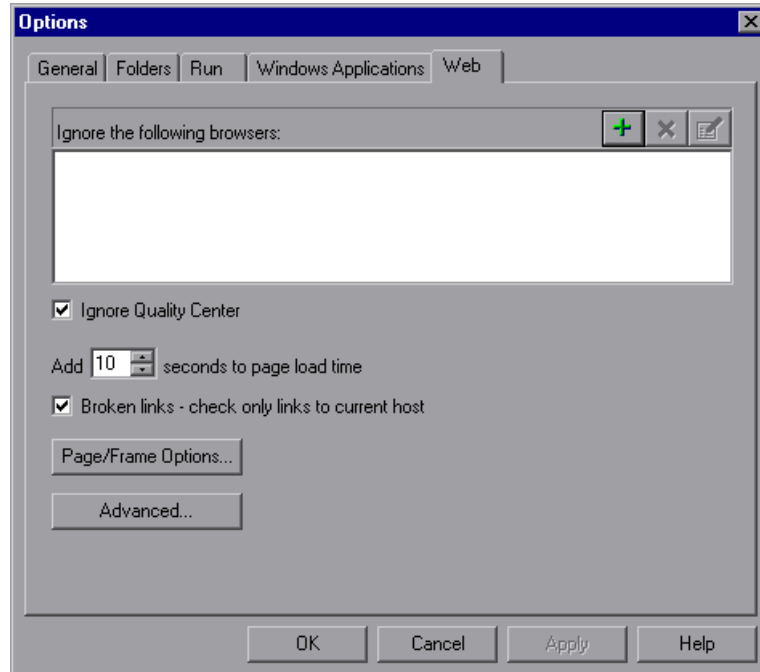 Options
General Folders Run Windows Applications Web
Ignore the following browsers:
Ignore Quality Center
Add 10 seconds to page load time
Broken links - check only links to current host
Page/Frame Options...
Advanced...
OK Cancel Apply Help